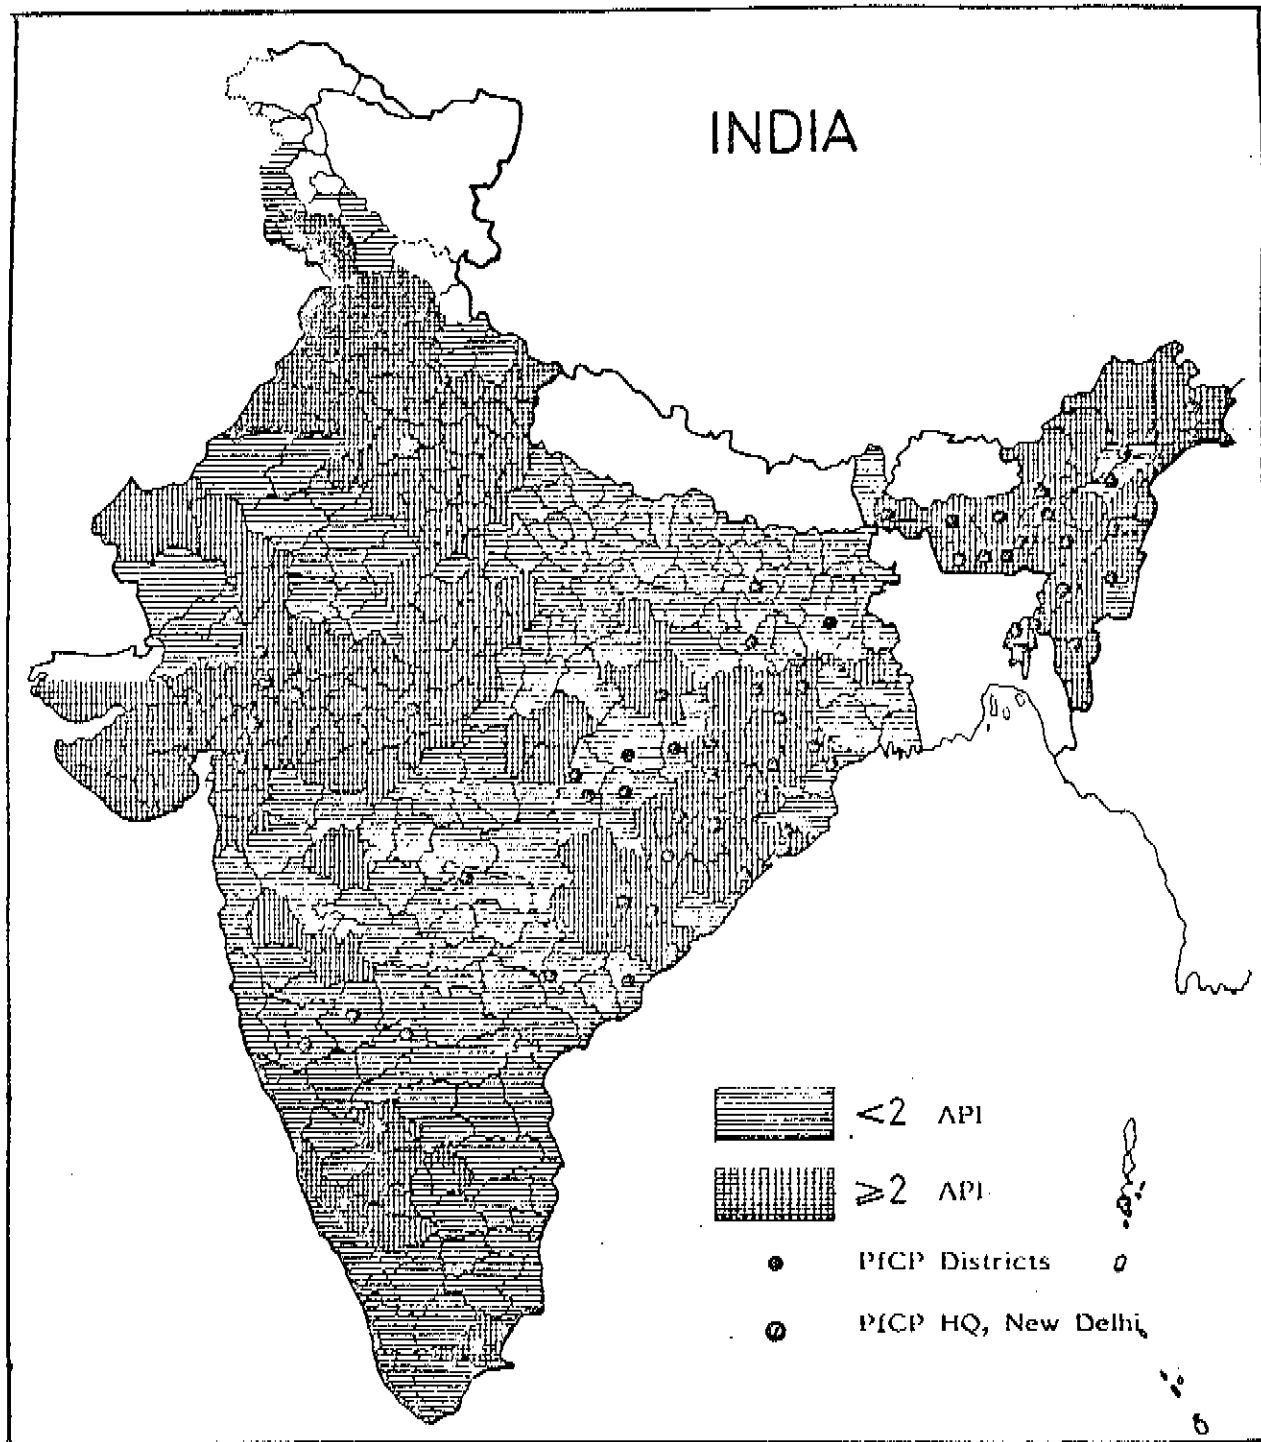 INDIA
<2 API
≥2 API
PfCP Districts
PfCP HQ, New Delhi